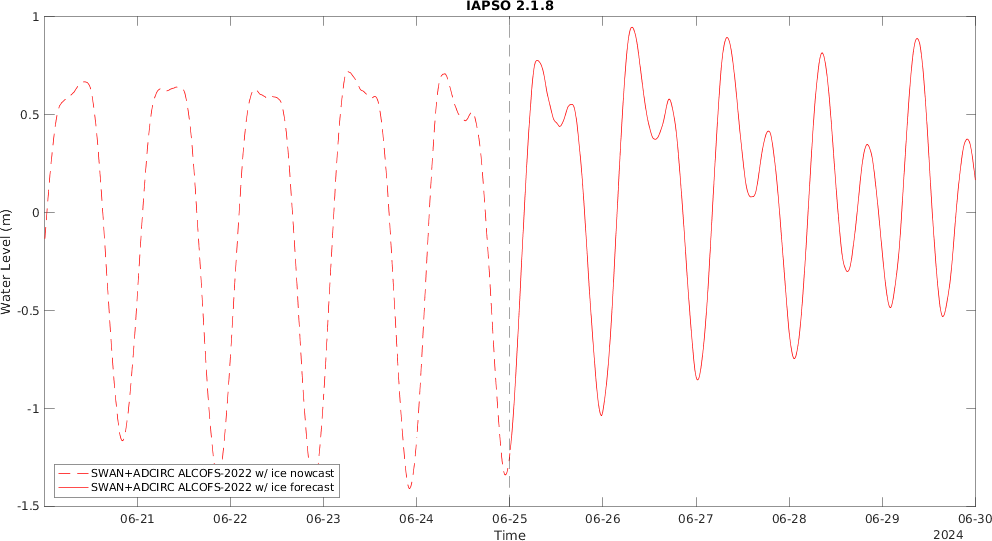 IAPSO 2.1.8
Water Level (m)
1
0.5
0
-0.5
-1
-1.5
SWAN+ADCIRC ALCOFS-2022 w/ ice nowcast
SWAN+ADCIRC ALCOFS-2022 w/ ice forecast
06-21 06-22 06-23 06-24 06-25 06-26 06-27 06-28 06-29 06-30
Time
2024